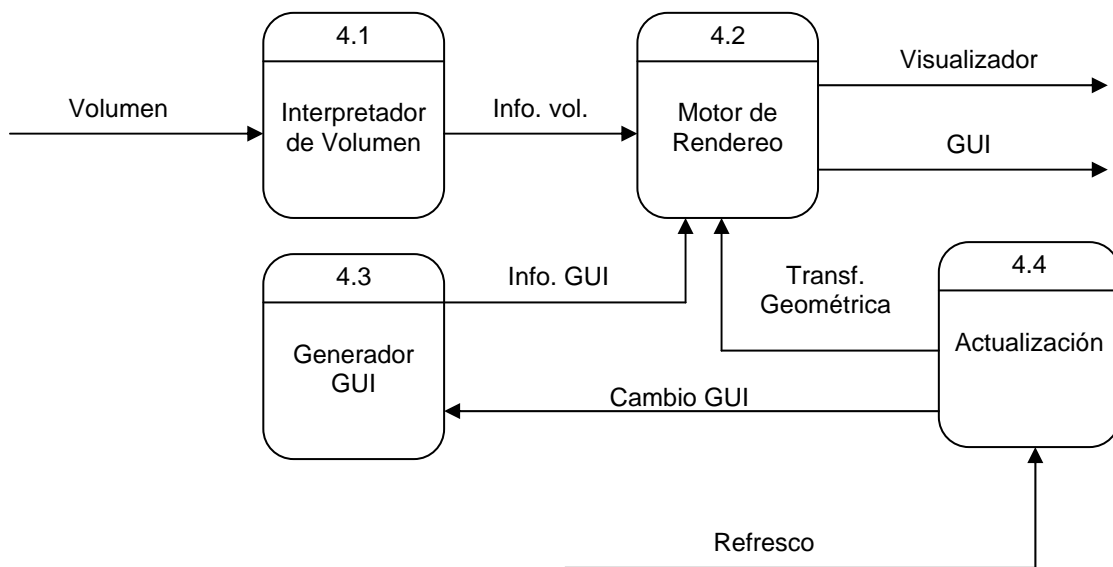 4.1
4.2
Visualizador
Volumen
Interpretador
de Volumen
Info. vol.
Motor de
Rendereo
GUI
4.3
Info. GUI
Transf.
Geométrica
4.4
Generador
GUI
Actualización
Cambio GUI
Refresco